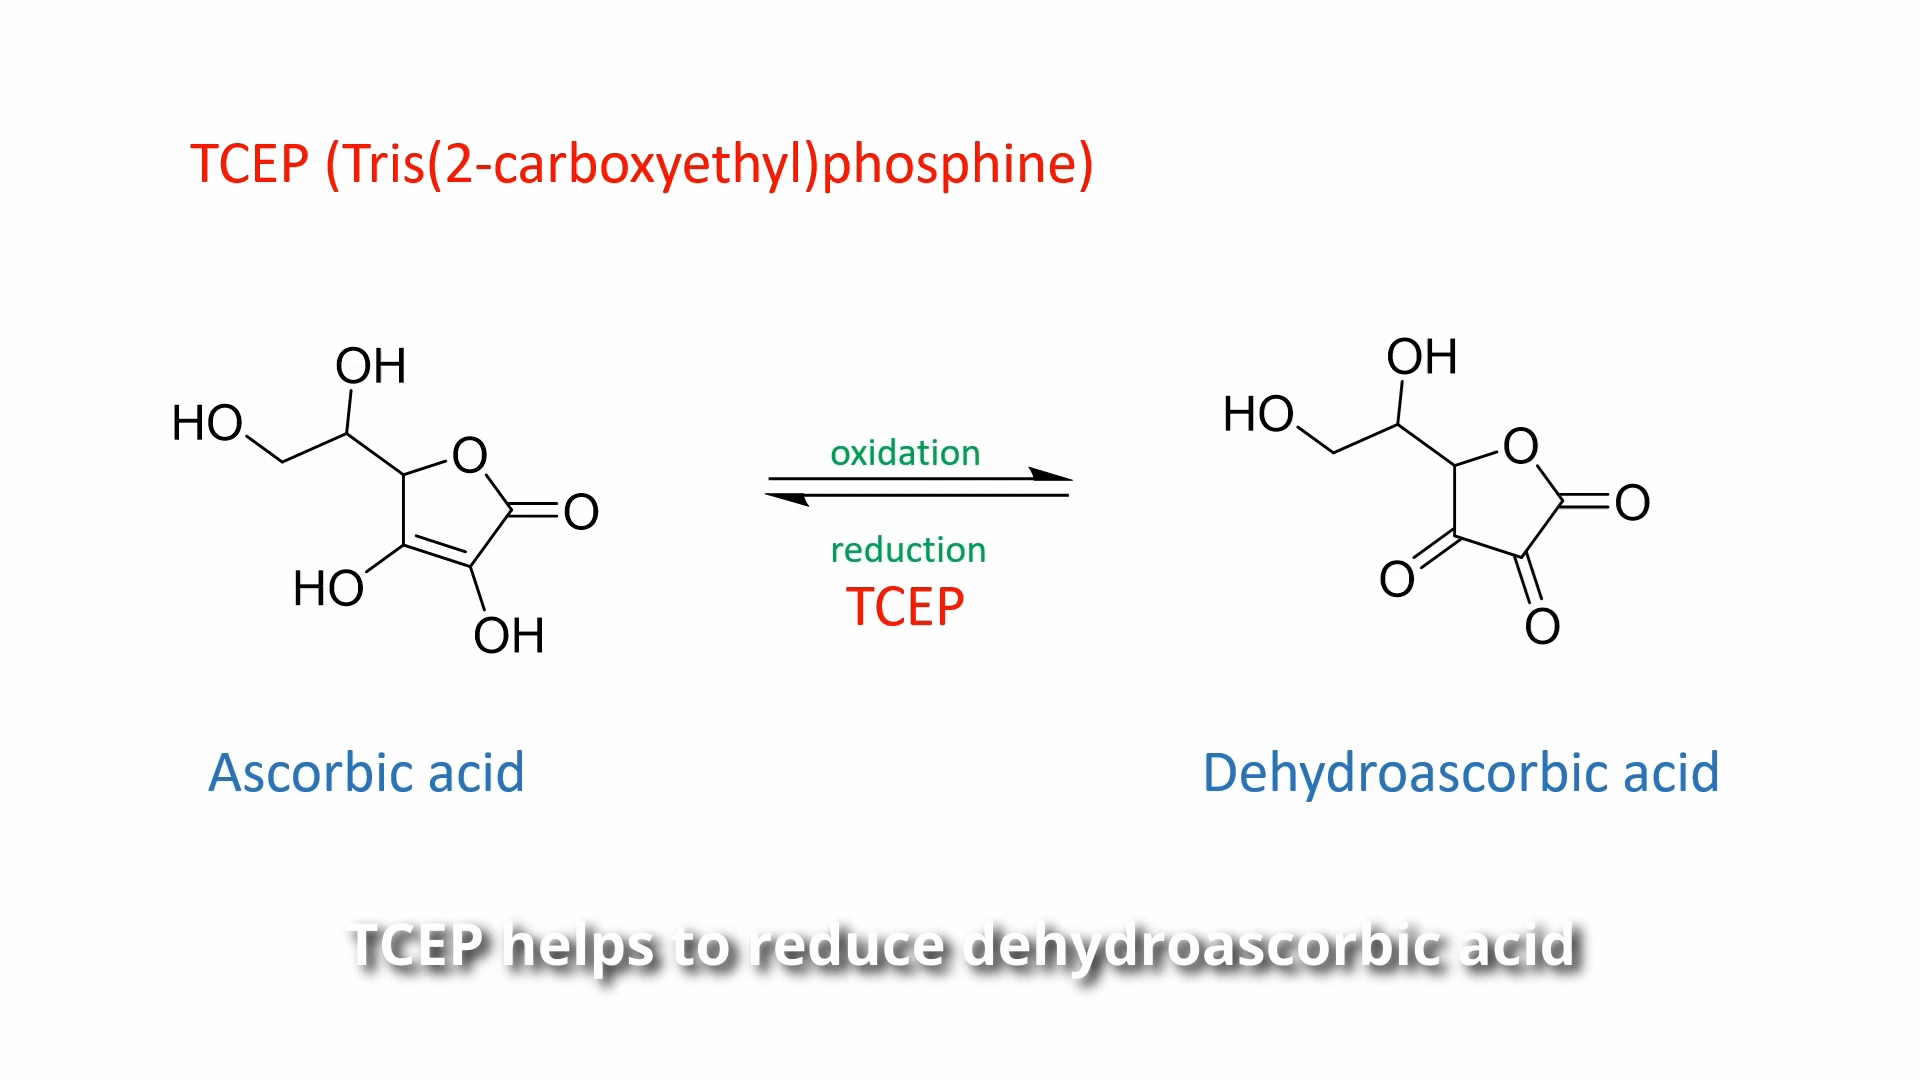 TCEP (Tris(2-carboxyethyl)phosphine)
OH
HO
O
O
HO
OH
oxidation
reduction
TCEP
OH
HO
O
O
O
O
Ascorbic acid
Dehydroascorbic acid
TCEP helps to reduce dehydroascorbic acid